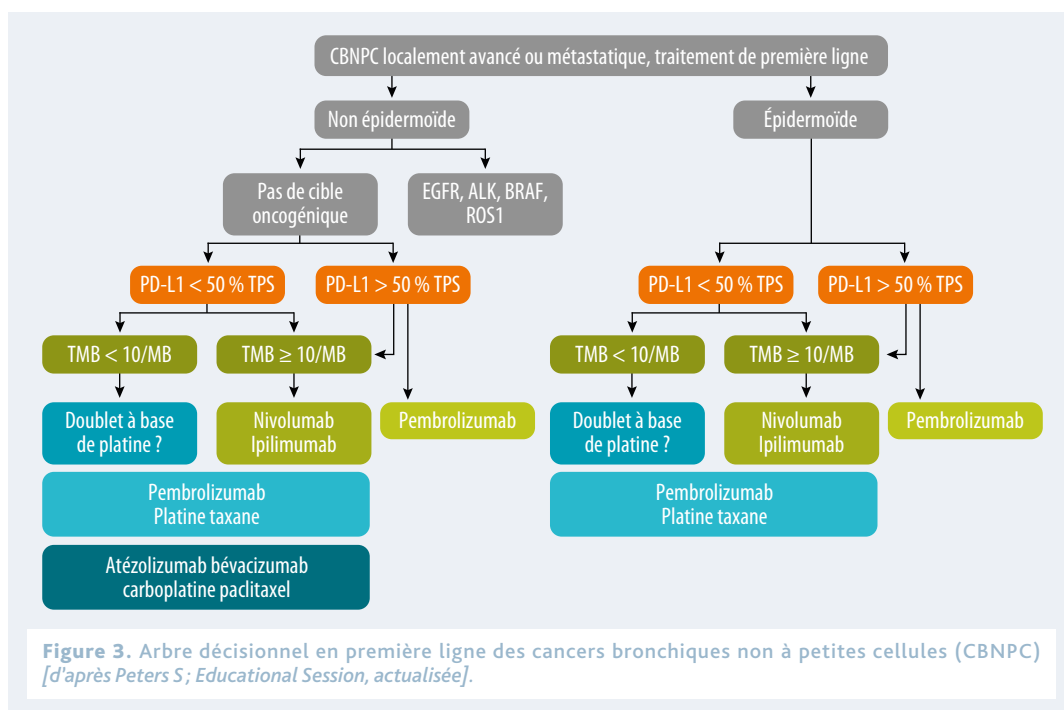 CBNPC localement avancé ou métastatique, traitement de première ligne
Non épidermoïde
Épidermoïde
Pas de cible
oncogénique
EGFR, ALK, BRAF,
ROS1
PD-L1 < 50 % TPS
PD-L1 > 50 % TPS
PD-L1 < 50 % TPS
PD-L1 > 50 % TPS
TMB < 10/MB
TMB ≥ 10/MB
TMB < 10/MB
TMB ≥ 10/MB
Doublet à base
de platine ?
Nivolumab
Ipilimumab
Pembrolizumab
Doublet à base
de platine ?
Nivolumab
Ipilimumab
Pembrolizumab
Pembrolizumab
Platine taxane
Pembrolizumab
Platine taxane
Atézolizumab bévacizumab
carboplatine paclitaxel
Figure 3. Arbre décisionnel en première ligne des cancers bronchiques non à petites cellules (CBNPC)
[d'après Peters S ; Educational Session, actualisée].